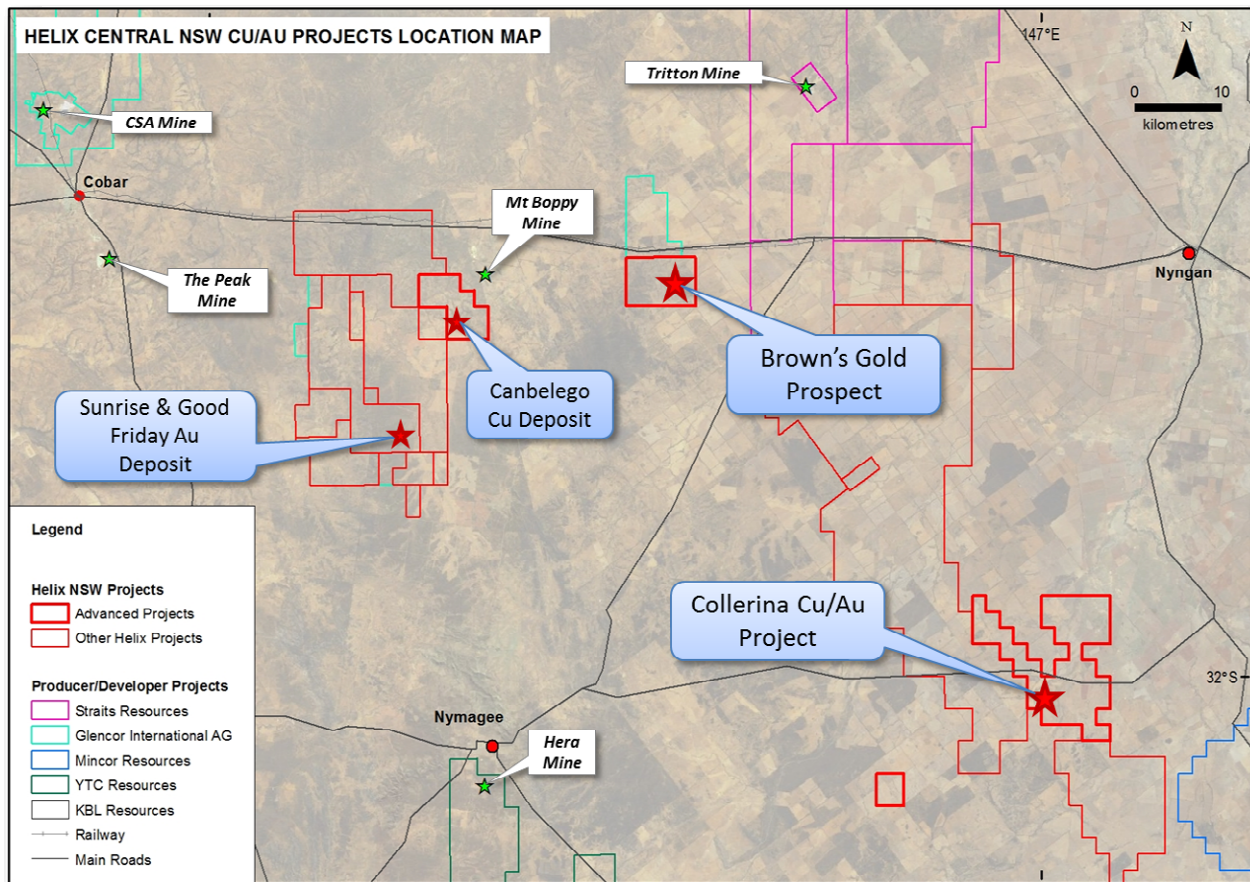 HELIX CENTRAL NSW CU/AU PROJECTS LOCATION MAP
147°E
N
0 10
kilometres
Tritton Mine
CSA Mine
Cobar
Mt Boppy
Mine
The Peak
Mine
Nyngan
Brown's Gold
Prospect
Canbelego
Cu Deposit
Sunrise & Good
Friday Au
Deposit
Collerina Cu/Au
Project
32°S
Nymagee
Hera
Mine
Legend
Helix NSW Projects
Advanced Projects
Other Helix Projects
Producer/Developer Projects
Straits Resources
Glencor International AG
Mincor Resources
YTC Resources
KBL Resources
Railway
Main Roads